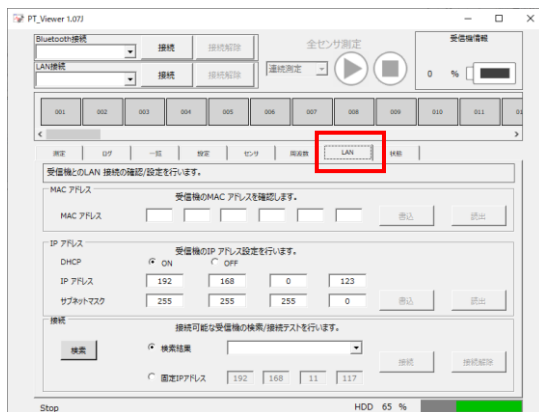 PT_Viewer 1.07J
Bluetooth接続
接続 接続解除
LAN接続
接続 接続解除
全センサ測定
連続測定
受信機情報
0 %
001 002 003 004 005 006 007 008 009 010 011 01
測定 ログ 一括 設定 センサ 周波数 LAN 状態
受信機とのLAN 接続の確認/設定を行います。
MAC アドレス
受信機のMAC アドレスを確認します。
MAC アドレス 書込 読出
IP アドレス
受信機のIP アドレス設定を行います。
DHCP ON OFF
IP アドレス 192 168 0 123
サブネットマスク 255 255 255 0 書込 読出
接続
接続可能な受信機の検索/接続テストを行います。
検索 検索結果 接続 接続解除
固定IPアドレス 192 168 11 117
Stop HDD 65 %